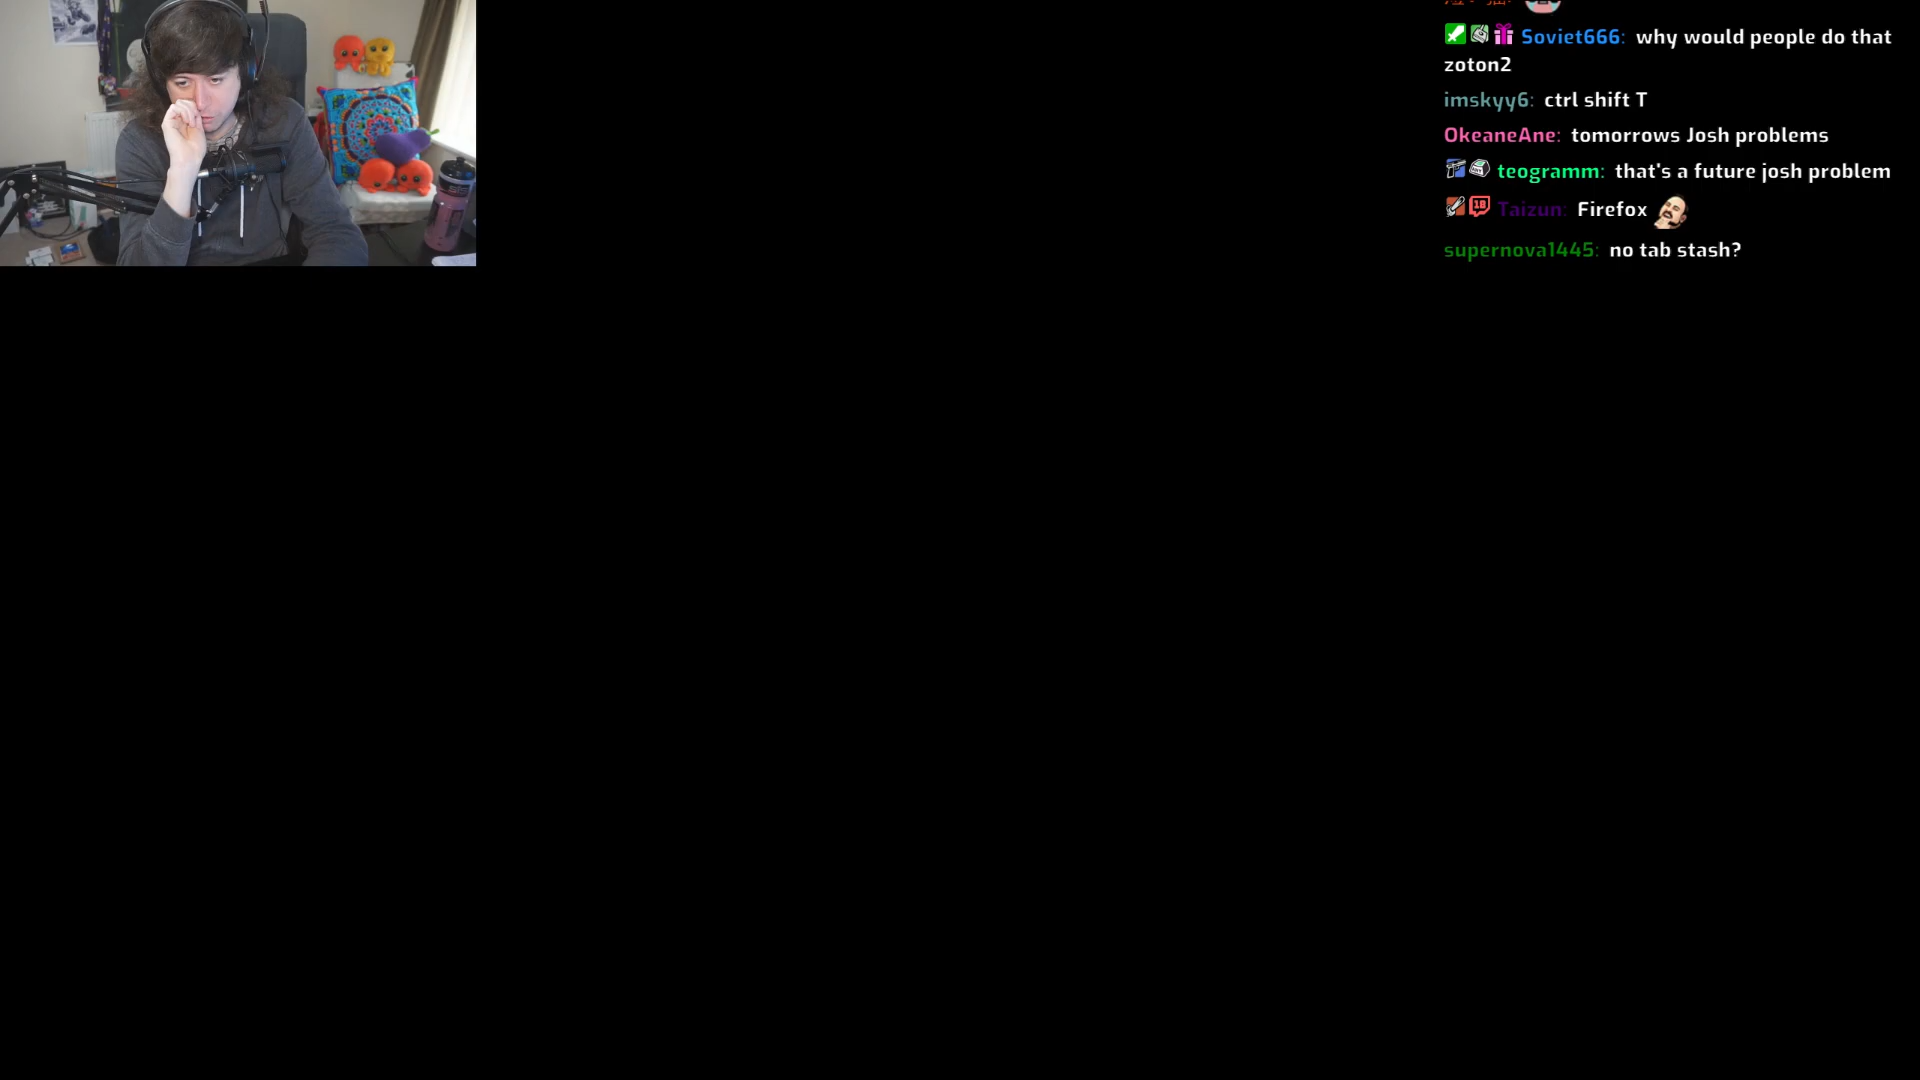 Soviet666: why would people do that
zoton2
imskyy6: ctrl shift T
OkeaneAne: tomorrows Josh problems
teogramm: that's a future josh problem
18 Taizun: Firefox
supernova1445: no tab stash?